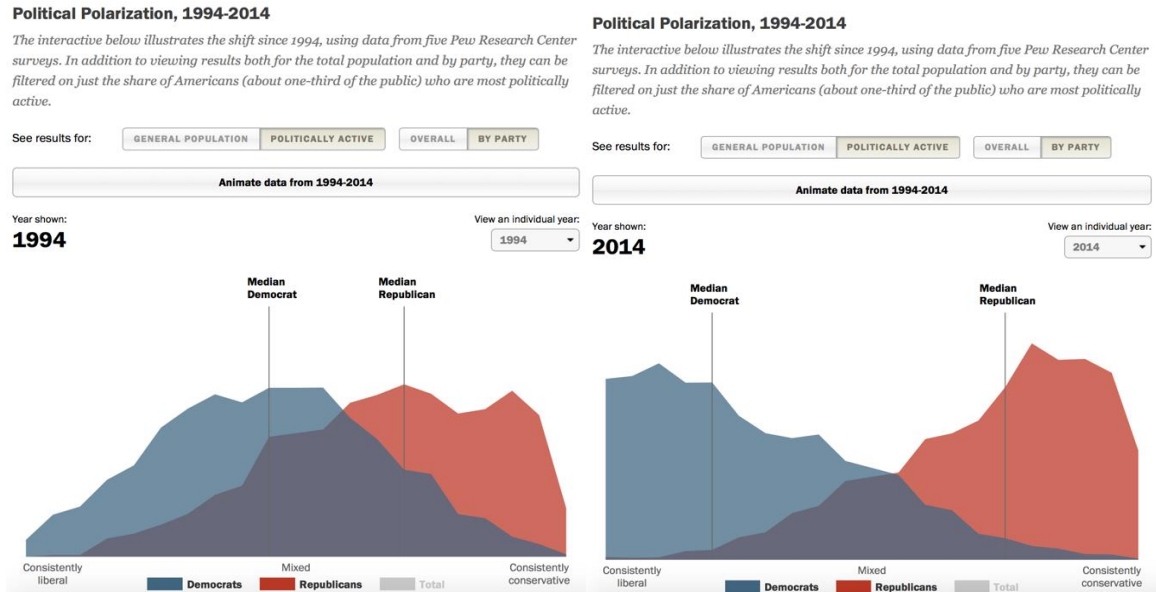 Political Polarization, 1994-2014
The interactive below illustrates the shift since 1994, using data from five Pew Research Center
surveys. In addition to viewing results both for the total population and by party, they can be
filtered on just the share of Americans (about one-third of the public) who are most politically
active.
See results for:
GENERAL POPULATION
POLITICALLY ACTIVE
OVERALL
BY PARTY
Animate data from 1994-2014
Year shown:
1994
View an individual year:
1994
Median
Democrat
Median
Republican
Consistently
liberal
Mixed
Consistently
conservative
Democrats
Republicans
Total
Political Polarization, 1994-2014
The interactive below illustrates the shift since 1994, using data from five Pew Research Center
surveys. In addition to viewing results both for the total population and by party, they can be
filtered on just the share of Americans (about one-third of the public) who are most politically
active.
See results for:
GENERAL POPULATION
POLITICALLY ACTIVE
OVERALL
BY PARTY
Animate data from 1994-2014
Year shown:
2014
View an individual year:
2014
Median
Democrat
Median
Republican
Consistently
liberal
Mixed
Consistently
conservative
Democrats
Republicans
Total